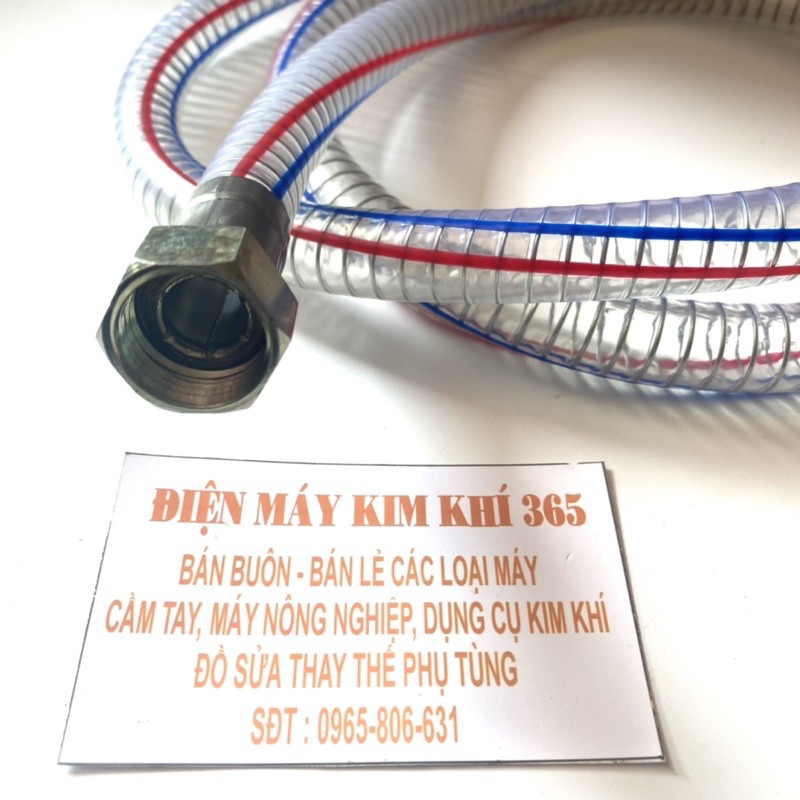 ĐIỆN MÁY KIM KHÍ 365
BÁN BUÔN - BÁN LẺ CÁC LOẠI MÁY
CẦM TAY, MÁY NÔNG NGHIỆP, DỤNG CỤ KIM KHÍ
ĐỒ SỬA THAY THẾ PHỤ TÙNG
SĐT : 0965-806-631